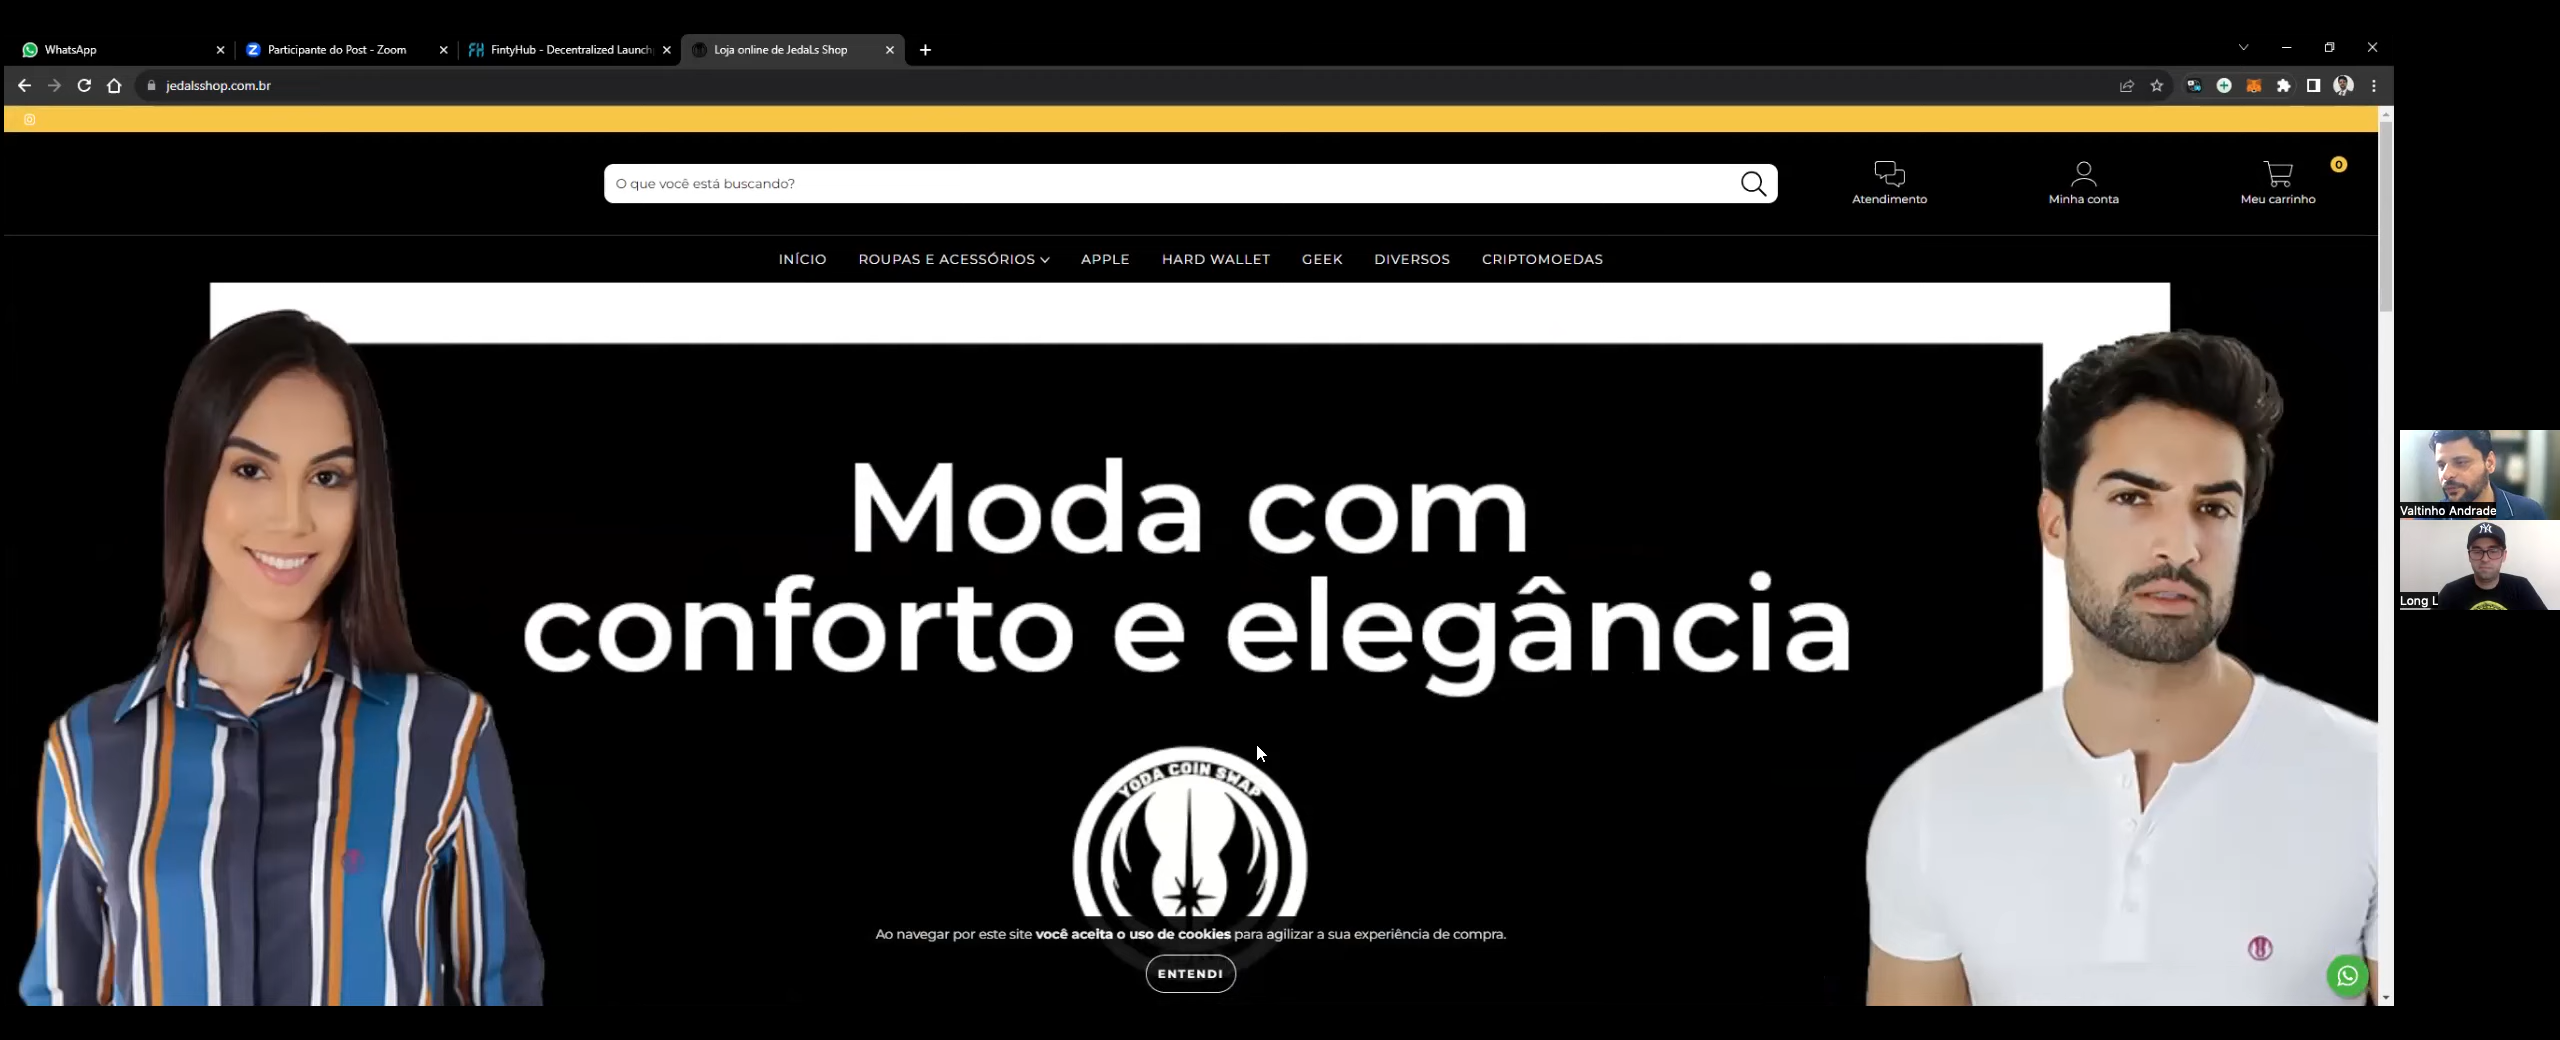 WhatsApp
Participante do Post - Zoom
FintyHub - Decentralized Launch
Loja online de JedaLs Shop
jedalsshop.com.br
O que você está buscando?
Atendimento
Minha conta
0
Meu carrinho
INÍCIO
ROUPAS E ACESSÓRIOS
APPLE
HARD WALLET
GEEK
DIVERSOS
CRIPTOMOEDAS
Moda com
conforto e elegância
YODA COIN SWAP
Ao navegar por este site você aceita o uso de cookies para agilizar a sua experiência de compra.
ENTENDI
Valtinho Andrade
Long L